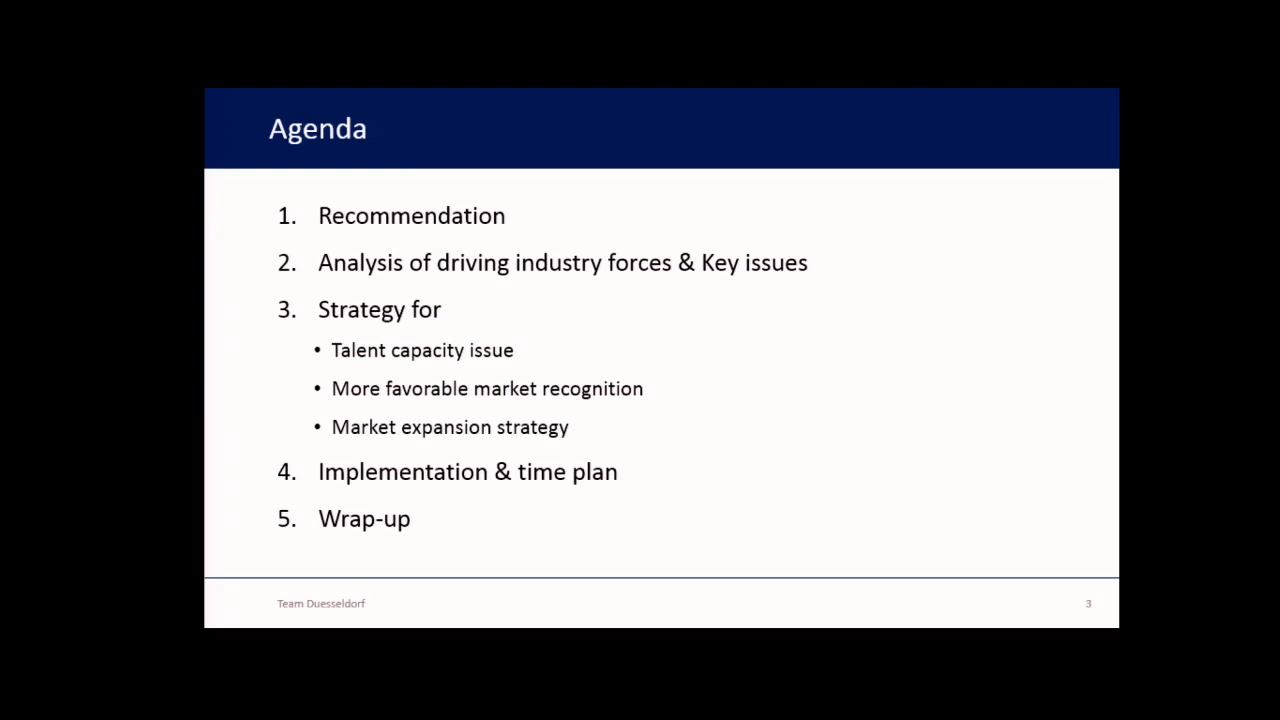 Agenda
1. Recommendation
2. Analysis of driving industry forces & Key issues
3. Strategy for
• Talent capacity issue
• More favorable market recognition
• Market expansion strategy
4. Implementation & time plan
5. Wrap-up
Team Duesseldorf
3